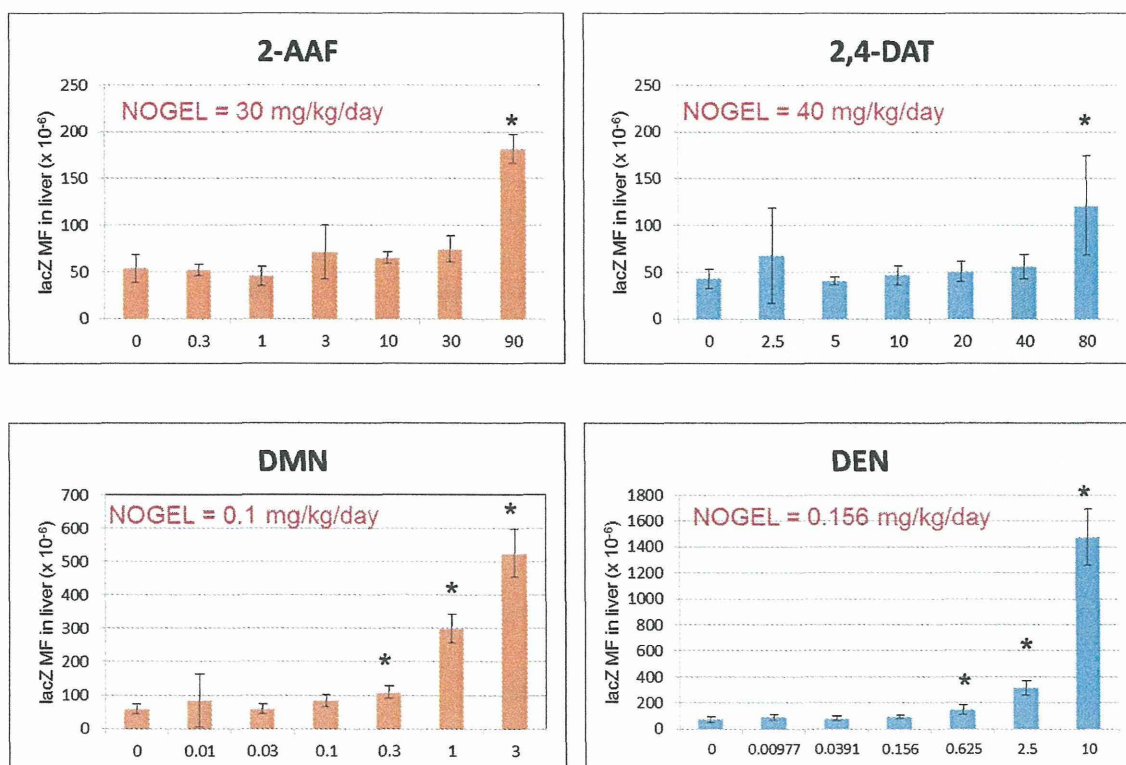 2-AAF
NOGEL = 30 mg/kg/day
lacZ MF in liver (x 10⁻⁶)
250
200
150
100
50
0
*
0 0.3 1 3 10 30 90
2,4-DAT
NOGEL = 40 mg/kg/day
lacZ MF in liver (x 10⁻⁶)
250
200
150
100
50
0
*
0 2.5 5 10 20 40 80
DMN
NOGEL = 0.1 mg/kg/day
lacZ MF in liver (x 10⁻⁶)
700
600
500
400
300
200
100
0
* * *
0 0.01 0.03 0.1 0.3 1 3
DEN
NOGEL = 0.156 mg/kg/day
lacZ MF in liver (x 10⁻⁶)
1800
1600
1400
1200
1000
800
600
400
200
0
* * *
0 0.00977 0.0391 0.156 0.625 2.5 10